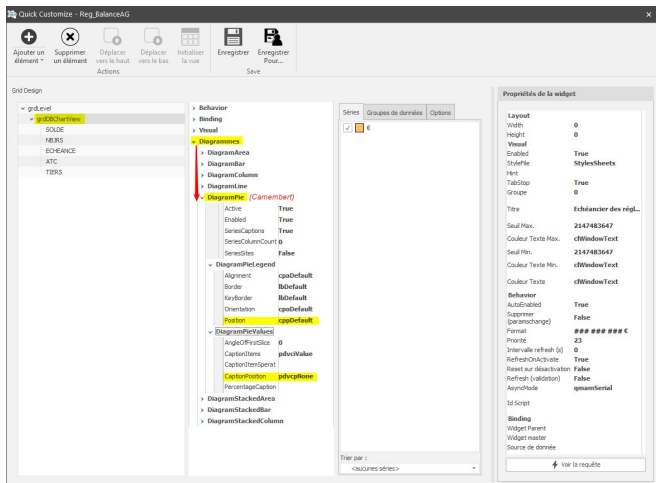 Quick Customize - Reg_BalanceAG
Ajouter un élément
Supprimer un élément
Déplacer vers le haut
Déplacer vers le bas
Initialiser la vue
Enregistrer
Enregistrer Pour...
Actions
Save
Grid Design
grdLevel
grdDBChartView
SOLDE
NBJRS
ECHEANCE
ATC
TIERS
Behavior
Binding
Visual
Diagrammes
DiagramArea
DiagramBar
DiagramColumn
DiagramLine
DiagramPie (Camembert)
Active True
Enabled True
SeriesCaptions True
SeriesColumnCount 0
SeriesSites False
DiagramPieLegend
Alignment cpaDefault
Border lbDefault
KeyBorder lbDefault
Orientation cpoDefault
Position cppDefault
DiagramPieValues
AngleOfFirstSlice 0
CaptionItems pdvciValue
CaptionItemSperat
CaptionPosition pdvcpNone
PercentageCaption
DiagramStackedArea
DiagramStackedBar
DiagramStackedColumn
Séries Groupes de données Options
€
Trier par :
<aucunes séries>
Propriétés de la widget
Layout
Width 0
Height 0
Visual
Enabled True
StyleFile StylesSheets
Hint
TabStop True
Groupe 0
Titre Echéancier des régl...
Seuil Max. 2147483647
Couleur Texte Max. clWindowText
Seuil Min. 2147483647
Couleur Texte Min. clWindowText
Couleur Texte clWindowText
Behavior
AutoEnabled True
Supprimer (paramschange) False
Format ### ### ### €
Priorité 23
Intervalle refresh (s) 0
RefreshOnActivate True
Reset sur désactivation False
Refresh (validation) False
AsyncMode qmamSerial
Id Script
Binding
Widget Parent
Widget master
Source de donnée
Voir la requête